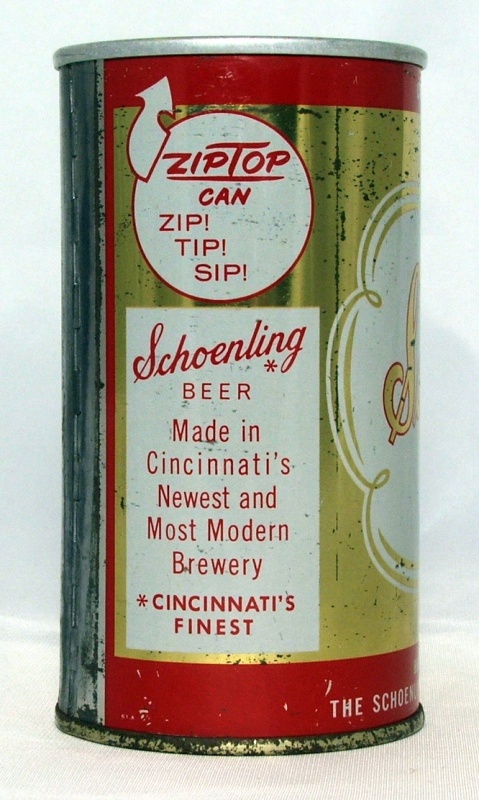 ZIPTOP
CAN
ZIP!
TIP!
SIP!
Schoenling
*
BEER
Made in
Cincinnati's
Newest and
Most Modern
Brewery
*CINCINNATI'S
FINEST
THE SCHOEN